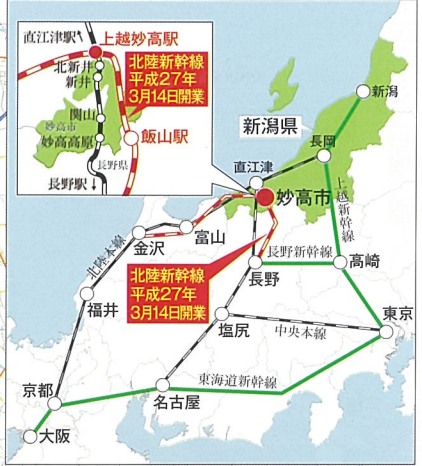 直江津駅
上越妙高駅
北新井
新井
関山
妙高市
妙高高原
長野県
長野駅
飯山駅
北陸新幹線
平成27年
3月14日開業
新潟
新潟県
長岡
直江津
妙高市
上越新幹線
金沢
富山
北陸本線
長野新幹線
高崎
長野
北陸新幹線
平成27年
3月14日開業
福井
塩尻
東京
中央本線
京都
名古屋
東海道新幹線
大阪